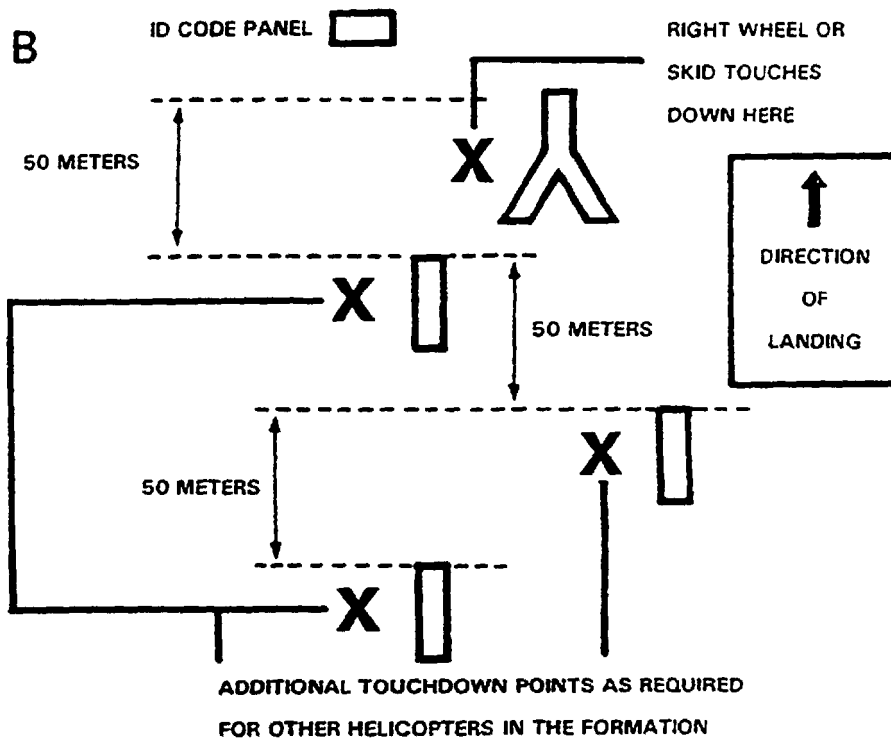 B
ID CODE PANEL
RIGHT WHEEL OR
SKID TOUCHES
DOWN HERE
50 METERS
X
DIRECTION
OF
LANDING
X
50 METERS
X
50 METERS
X
ADDITIONAL TOUCHDOWN POINTS AS REQUIRED
FOR OTHER HELICOPTERS IN THE FORMATION